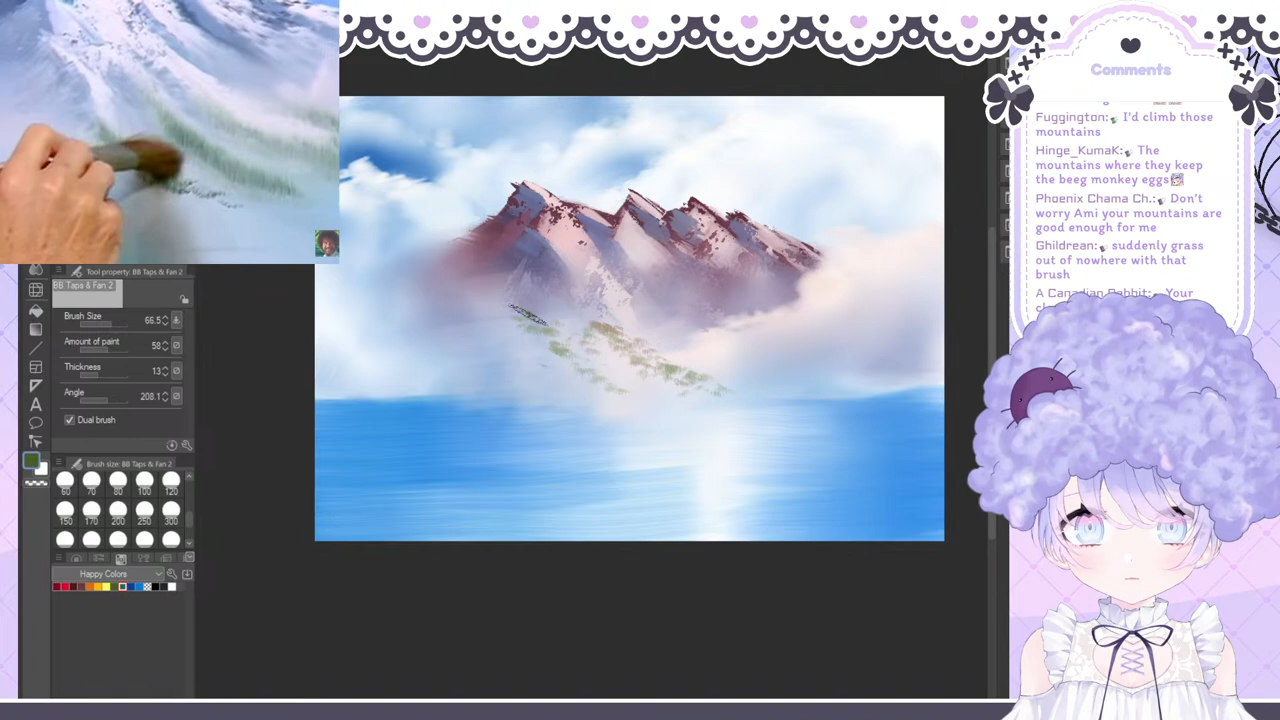 Comments
Fuggington: I'd climb those
mountains
Hinge_KumaK: The
mountains where they keep
the beeg monkey eggs
Phoenix Chama Ch.: Don't
worry Ami your mountains are
good enough for me
Ghildrean: suddenly grass
out of nowhere with that
brush
A Canadian Rabbit: Your
Tool property: BB Taps & Fan 2
BB Taps & Fan 2
Brush Size 66.5
Amount of paint 58
Thickness 13
Angle 208.1
Dual brush
Brush size: BB Taps & Fan 2
60 70 80 100 120
150 170 200 250 300
Happy Colors